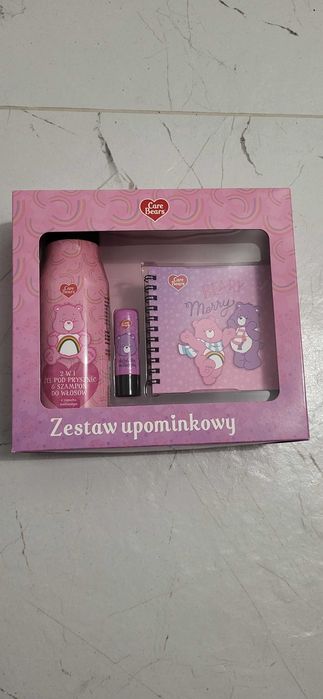 Care
Bears
Care
Bears
2 W 1
ŻEL POD PRYSZNIC
& SZAMPON
DO WŁOSÓW
Care
Bears
Merry
Zestaw upominkowy